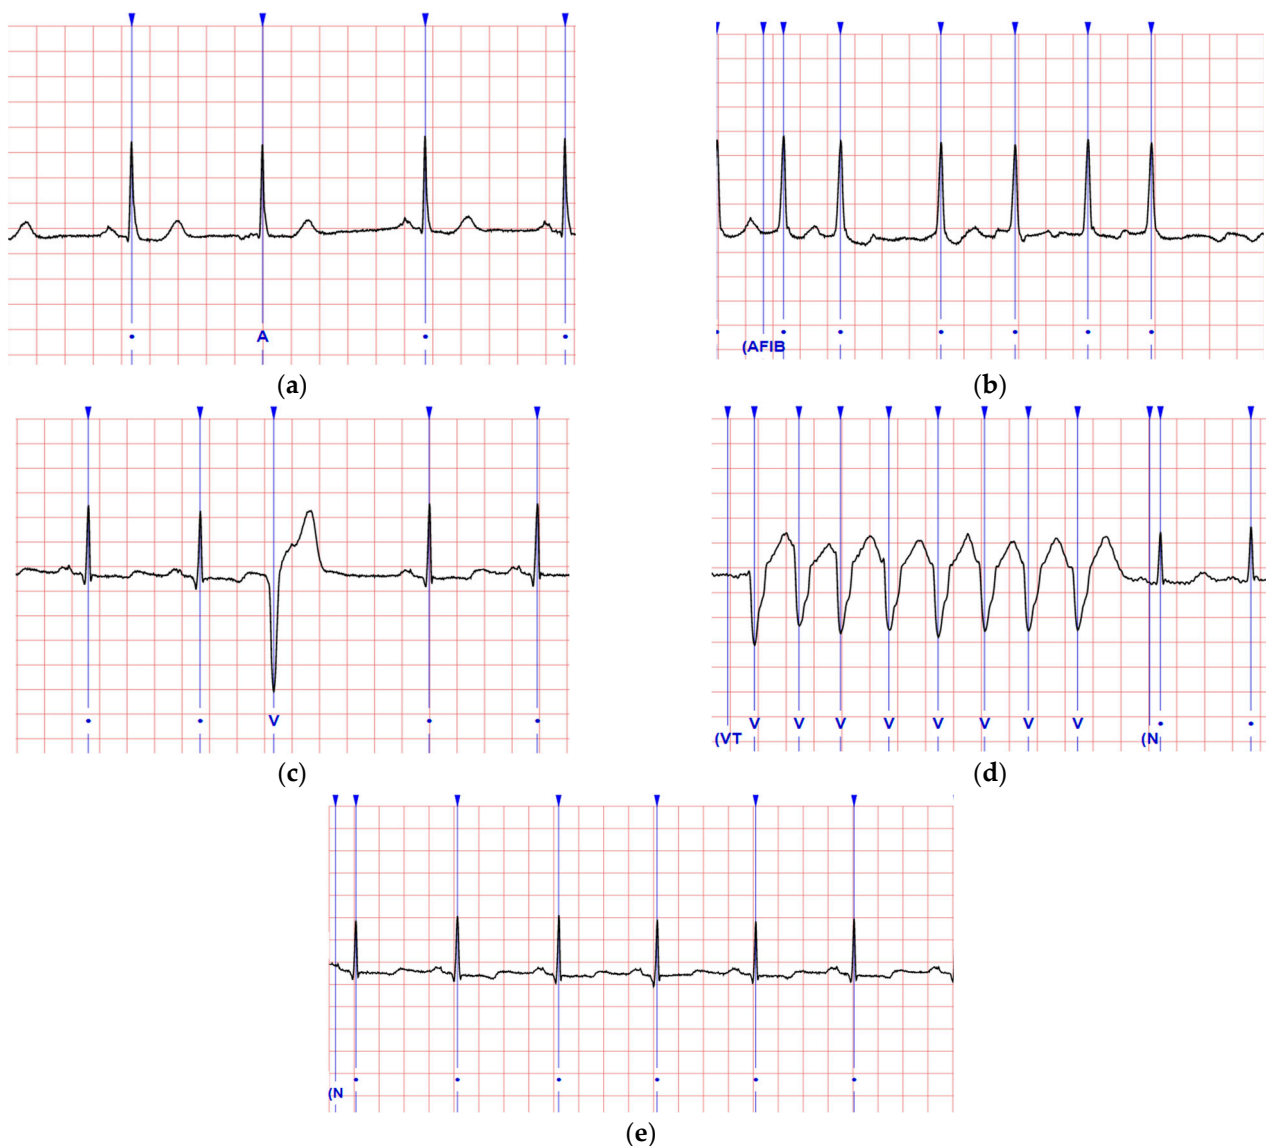 • A • •
(a)
• • • • • • •
(AFIB
(b)
• • V • •
(c)
V V V V V V V V • •
(VT (N
(d)
• • • • • •
(N
(e)